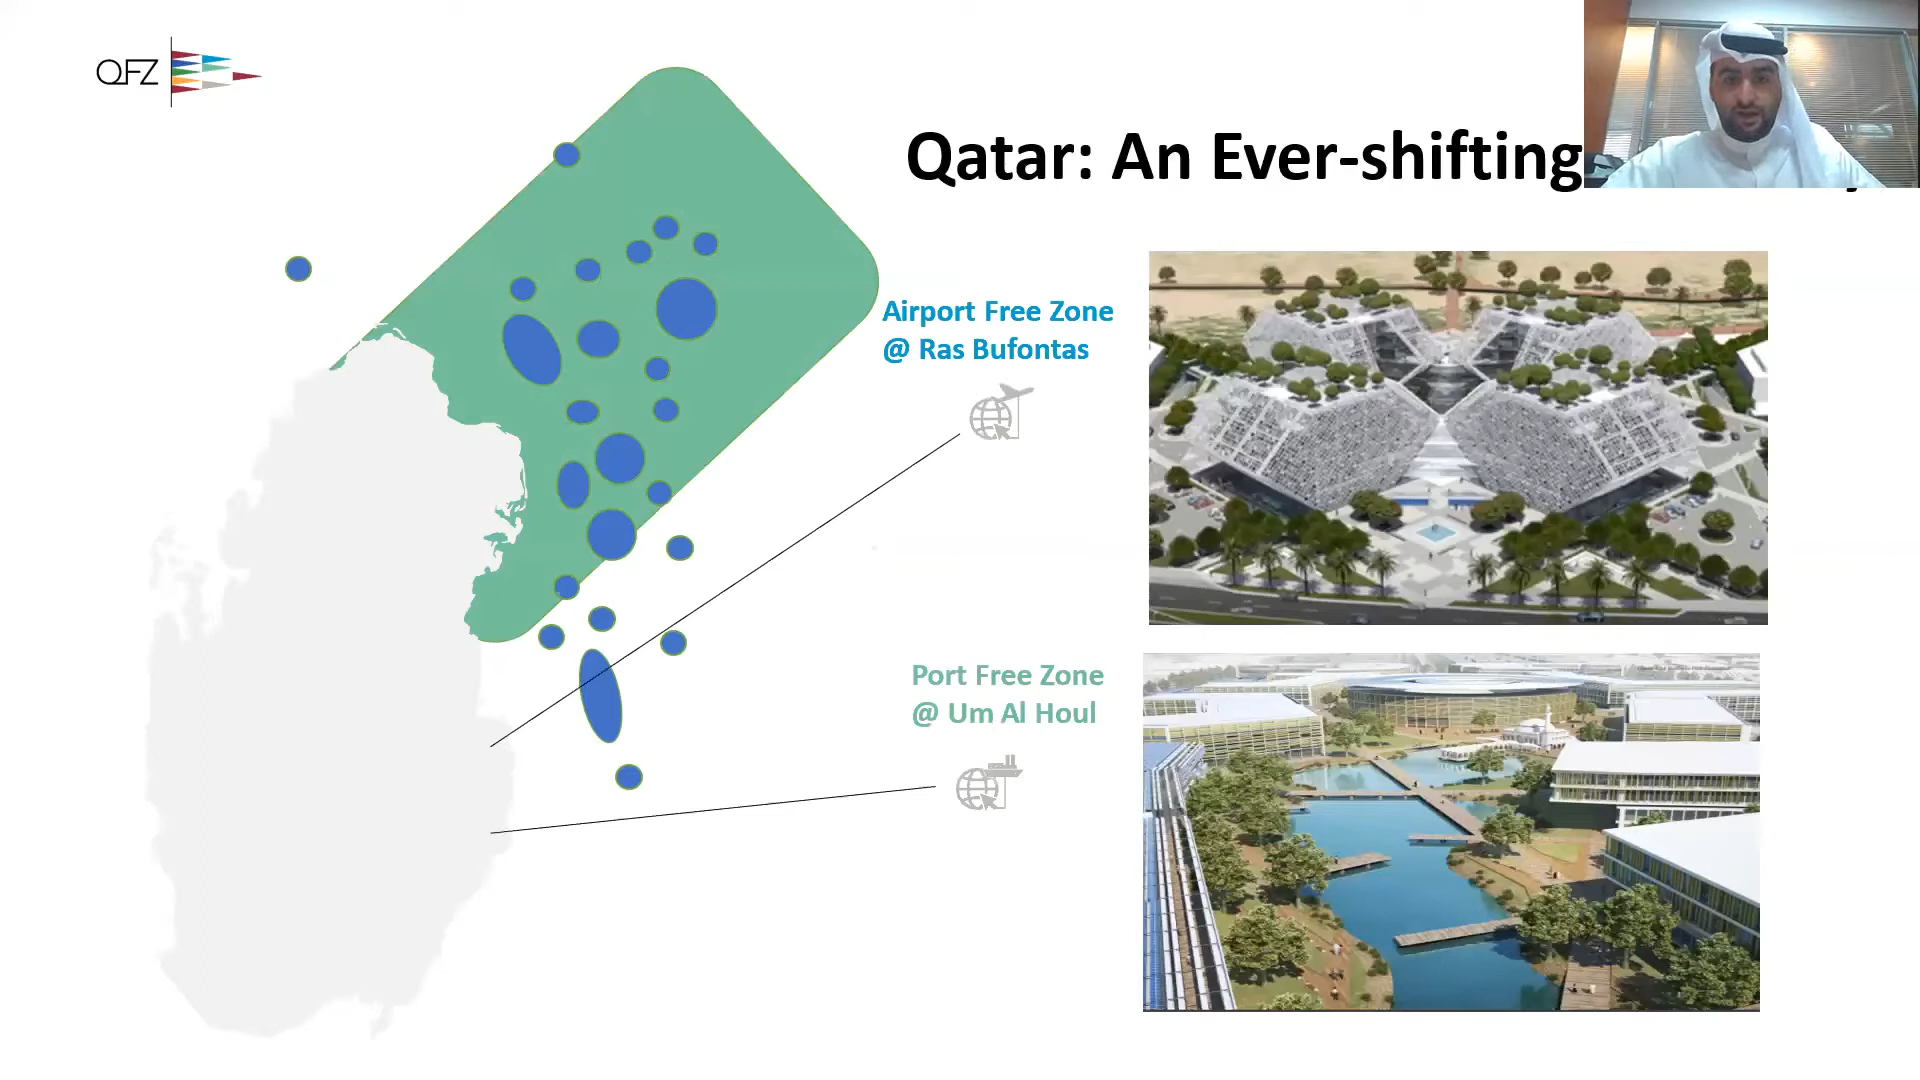 QFZ
Qatar: An Ever-shifting
Airport Free Zone
@ Ras Bufontas
Port Free Zone
@ Um Al Houl